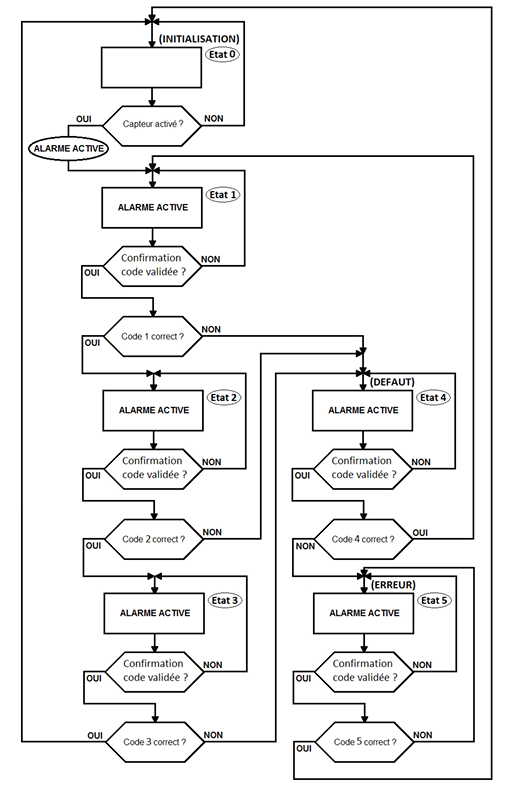 (INITIALISATION)
Etat 0
Capteur activé ?
OUI
NON
ALARME ACTIVE
ALARME ACTIVE
Etat 1
Confirmation
code validée ?
OUI
NON
Code 1 correct ?
OUI
NON
ALARME ACTIVE
Etat 2
Confirmation
code validée ?
OUI
NON
Code 2 correct ?
OUI
NON
ALARME ACTIVE
Etat 3
Confirmation
code validée ?
OUI
NON
Code 3 correct ?
OUI
NON
(DEFAUT)
Etat 4
ALARME ACTIVE
Confirmation
code validée ?
OUI
NON
Code 4 correct ?
NON
OUI
(ERREUR)
Etat 5
ALARME ACTIVE
Confirmation
code validée ?
OUI
NON
Code 5 correct ?
OUI
NON